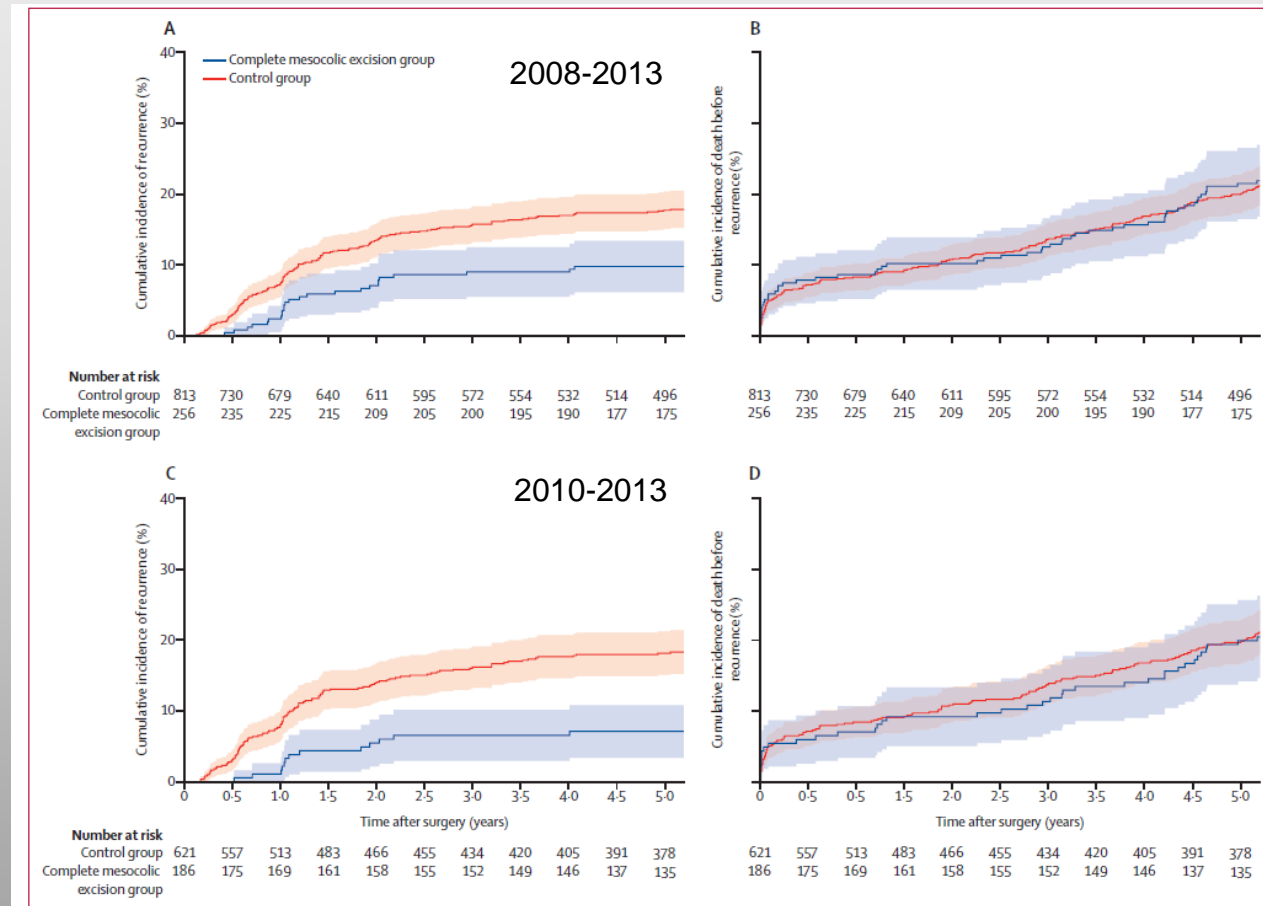 A
40
Complete mesocolic excision group
Control group
2008-2013
30
20
10
0
Cumulative incidence of recurrence (%)
B
Cumulative incidence of death before
recurrence (%)
Number at risk
Control group 813 730 679 640 611 595 572 554 532 514 496
Complete mesocolic 256 235 225 215 209 205 200 195 190 177 175
excision group
813 730 679 640 611 595 572 554 532 514 496
256 235 225 215 209 205 200 195 190 177 175
C
40
2010-2013
30
20
10
0
Cumulative incidence of recurrence (%)
0 0·5 1·0 1·5 2·0 2·5 3·0 3·5 4·0 4·5 5·0
Time after surgery (years)
D
Cumulative incidence of death before
recurrence (%)
0 0·5 0·5 1·5 2·0 2·5 3·0 3·5 4·0 4·5 5·0
Time after surgery (years)
Number at risk
Control group 621 557 513 483 466 455 434 420 405 391 378
Complete mesocolic 186 175 169 161 158 155 152 149 146 137 135
excision group
621 557 513 483 466 455 434 420 405 391 378
186 175 169 161 158 155 152 149 146 137 135